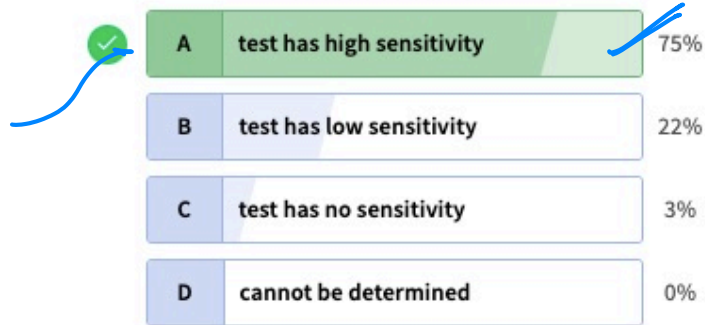 A test has high sensitivity 75%
B test has low sensitivity 22%
C test has no sensitivity 3%
D cannot be determined 0%